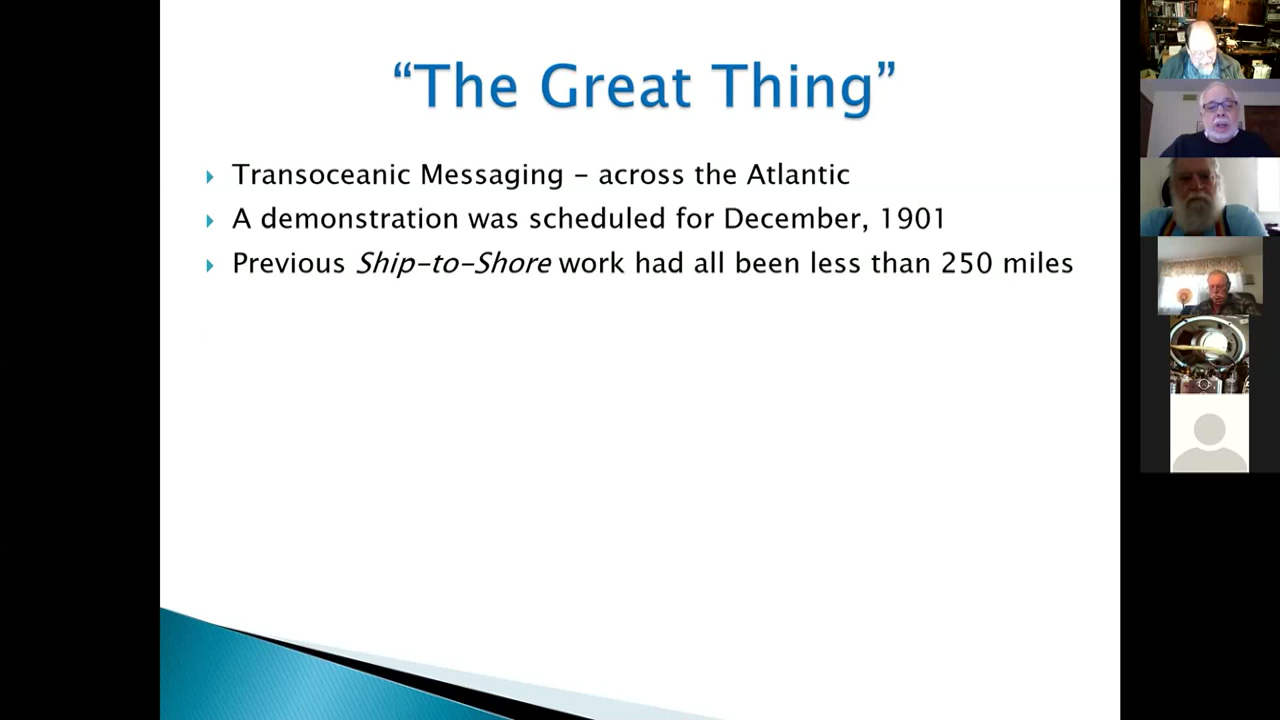 “The Great Thing”
Transoceanic Messaging – across the Atlantic
A demonstration was scheduled for December, 1901
Previous Ship-to-Shore work had all been less than 250 miles